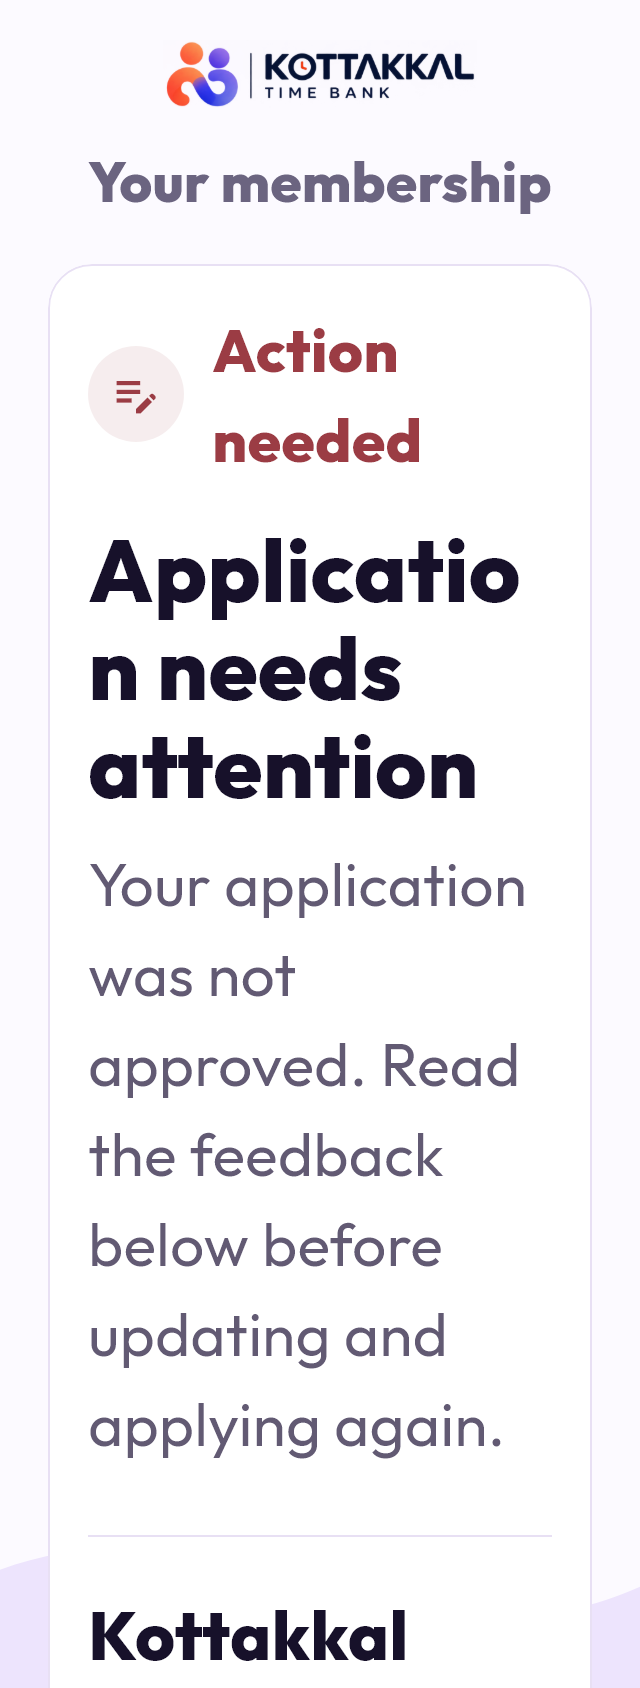 KOTTAKKAL
TIME BANK
Your membership
Action
needed
Applicatio
n needs
attention
Your application
was not
approved. Read
the feedback
below before
updating and
applying again.
Kottakkal